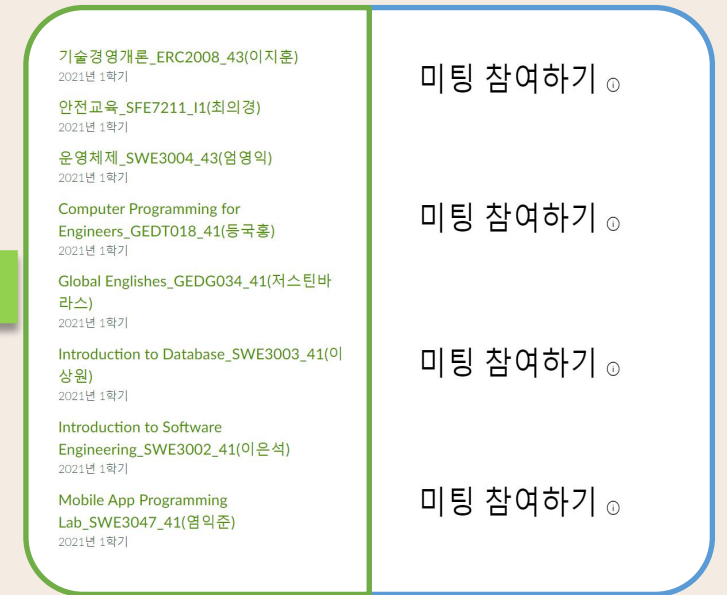 기술경영개론_ERC2008_43(이지훈)
2021년 1학기
안전교육_SFE7211_I1(최의경)
2021년 1학기
운영체제_SWE3004_43(엄영익)
2021년 1학기
Computer Programming for
Engineers_GEDT018_41(등국홍)
2021년 1학기
Global Englishes_GEDG034_41(저스틴바
라스)
2021년 1학기
Introduction to Database_SWE3003_41(이
상원)
2021년 1학기
Introduction to Software
Engineering_SWE3002_41(이은석)
2021년 1학기
Mobile App Programming
Lab_SWE3047_41(염익준)
2021년 1학기
미팅 참여하기
미팅 참여하기
미팅 참여하기
미팅 참여하기